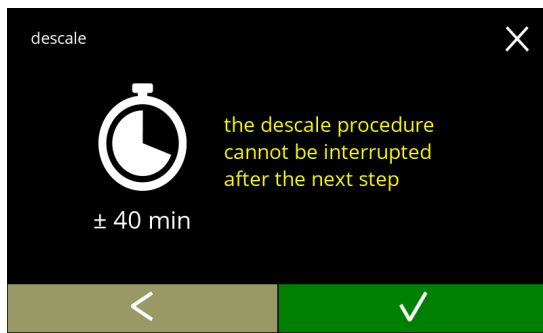 descale
the descale procedure
cannot be interrupted
after the next step
± 40 min